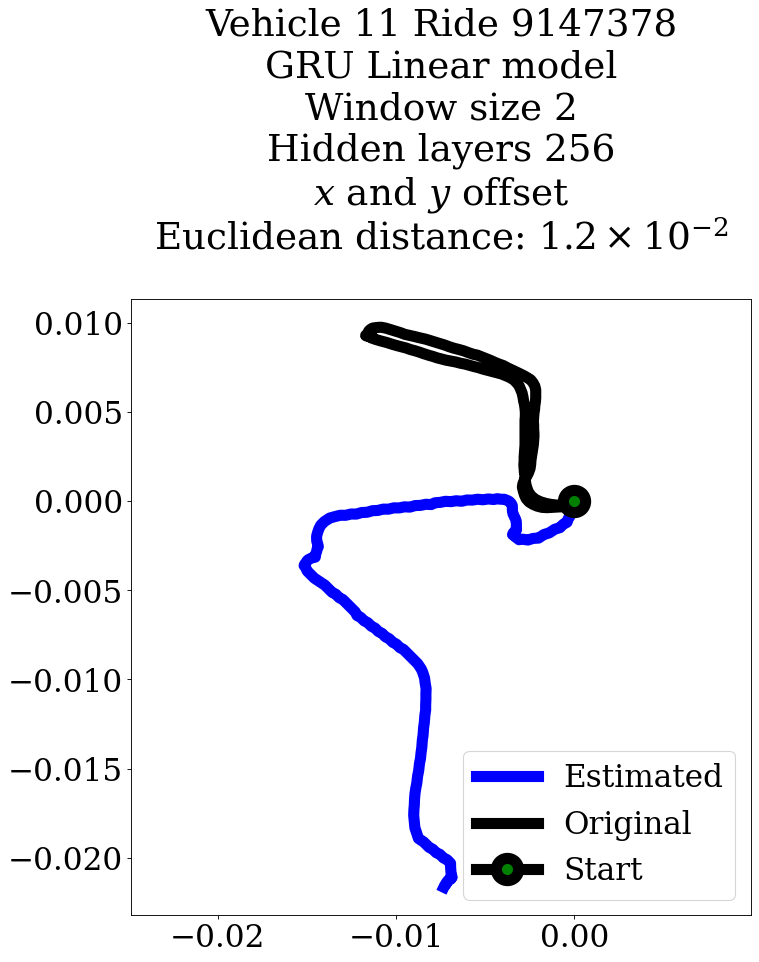 Vehicle 11 Ride 9147378
GRU Linear model
Window size 2
Hidden layers 256
x and y offset
Euclidean distance: 1.2 × 10⁻²
0.010
0.005
0.000
−0.005
−0.010
−0.015
−0.020
Estimated
Original
Start
−0.02 −0.01 0.00